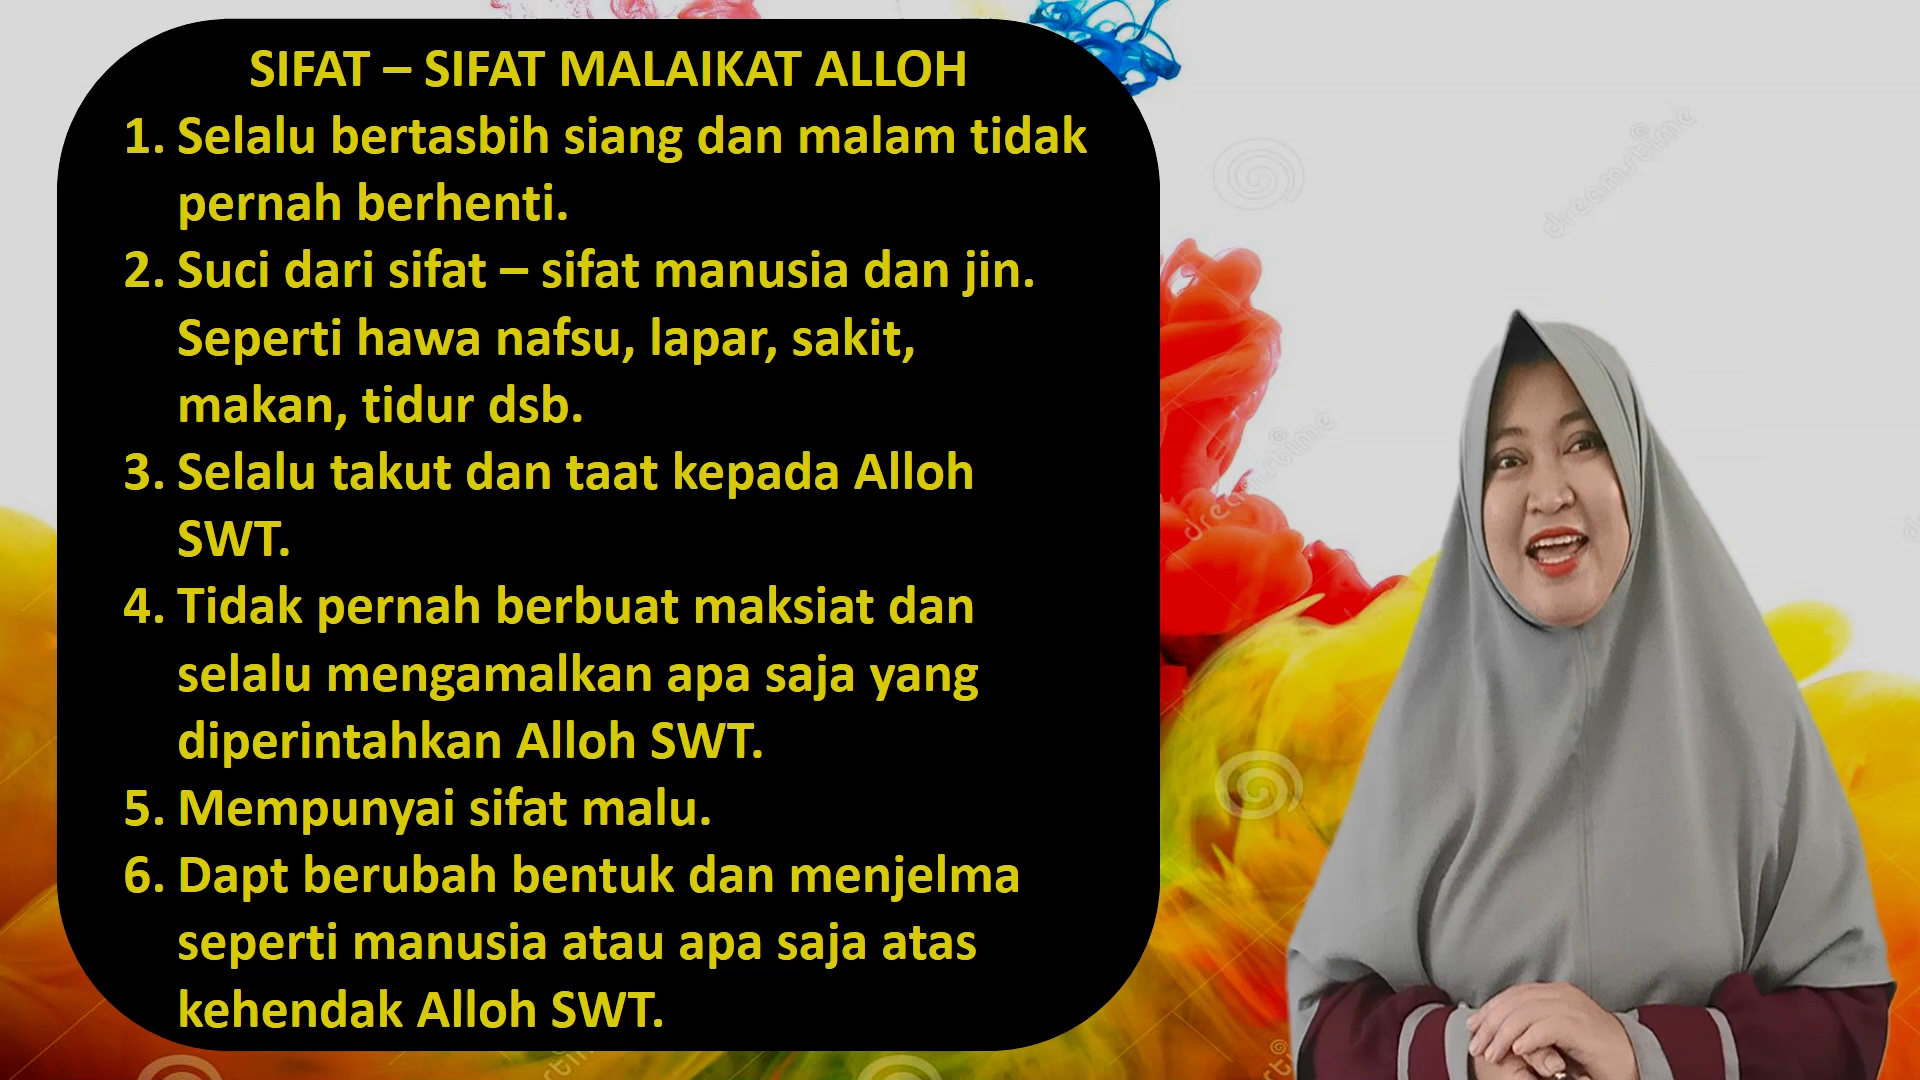 SIFAT – SIFAT MALAIKAT ALLOH
1. Selalu bertasbih siang dan malam tidak
pernah berhenti.
2. Suci dari sifat – sifat manusia dan jin.
Seperti hawa nafsu, lapar, sakit,
makan, tidur dsb.
3. Selalu takut dan taat kepada Alloh
SWT.
4. Tidak pernah berbuat maksiat dan
selalu mengamalkan apa saja yang
diperintahkan Alloh SWT.
5. Mempunyai sifat malu.
6. Dapt berubah bentuk dan menjelma
seperti manusia atau apa saja atas
kehendak Alloh SWT.
dreamstime
dreamstime